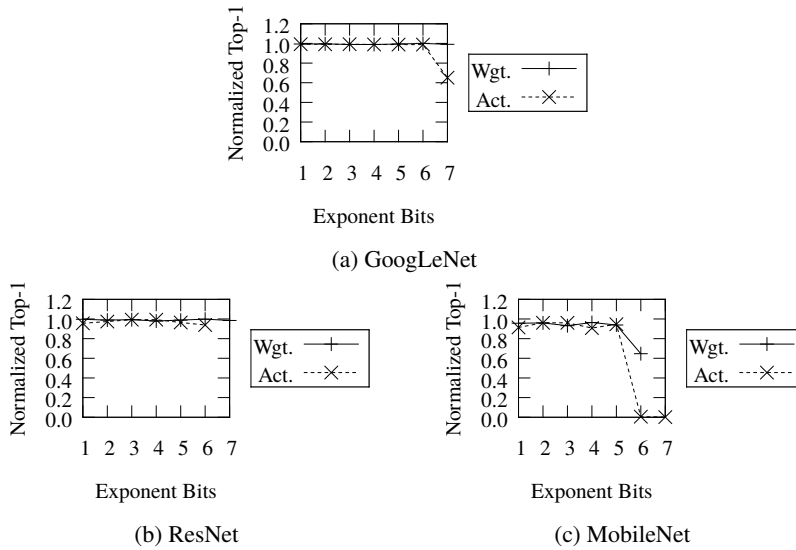 Normalized Top-1
1.2
1.0
0.8
0.6
0.4
0.2
0.0
1 2 3 4 5 6 7
Exponent Bits
Wgt.
Act.
(a) GoogLeNet
Normalized Top-1
1.2
1.0
0.8
0.6
0.4
0.2
0.0
1 2 3 4 5 6 7
Exponent Bits
Wgt.
Act.
(b) ResNet
Normalized Top-1
1.2
1.0
0.8
0.6
0.4
0.2
0.0
1 2 3 4 5 6 7
Exponent Bits
Wgt.
Act.
(c) MobileNet